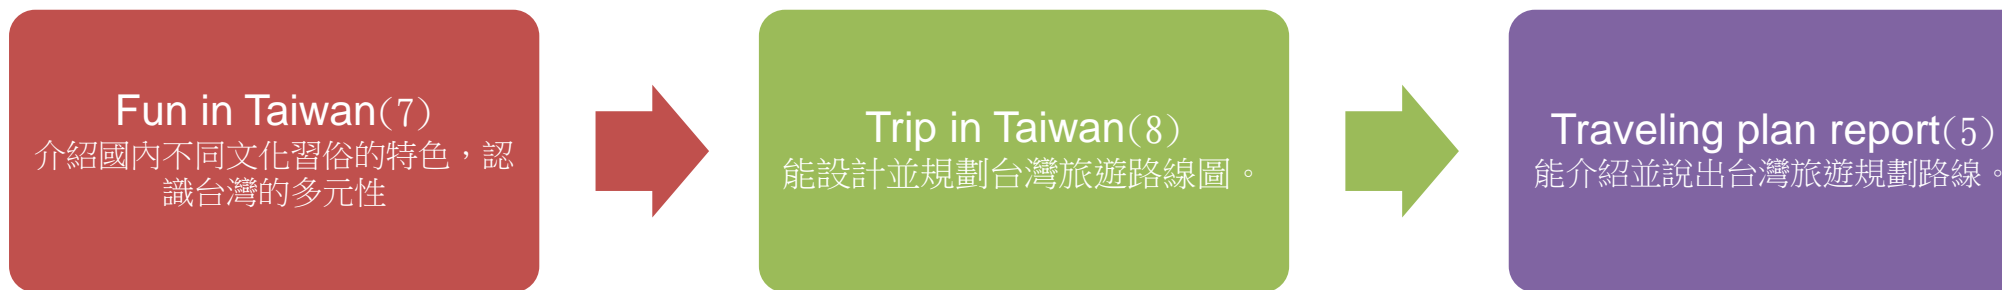 Fun in Taiwan(7)
介紹國內不同文化習俗的特色，認
識台灣的多元性
Trip in Taiwan(8)
能設計並規劃台灣旅遊路線圖。
Traveling plan report(5)
能介紹並說出台灣旅遊規劃路線。